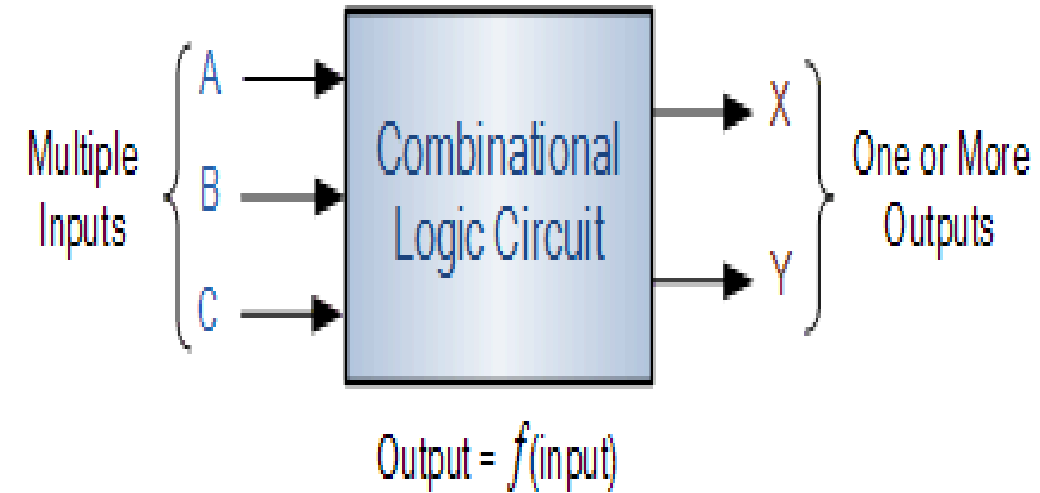 Multiple
Inputs
A
B
C
Combinational
Logic Circuit
X
Y
One or More
Outputs
Output = f(input)